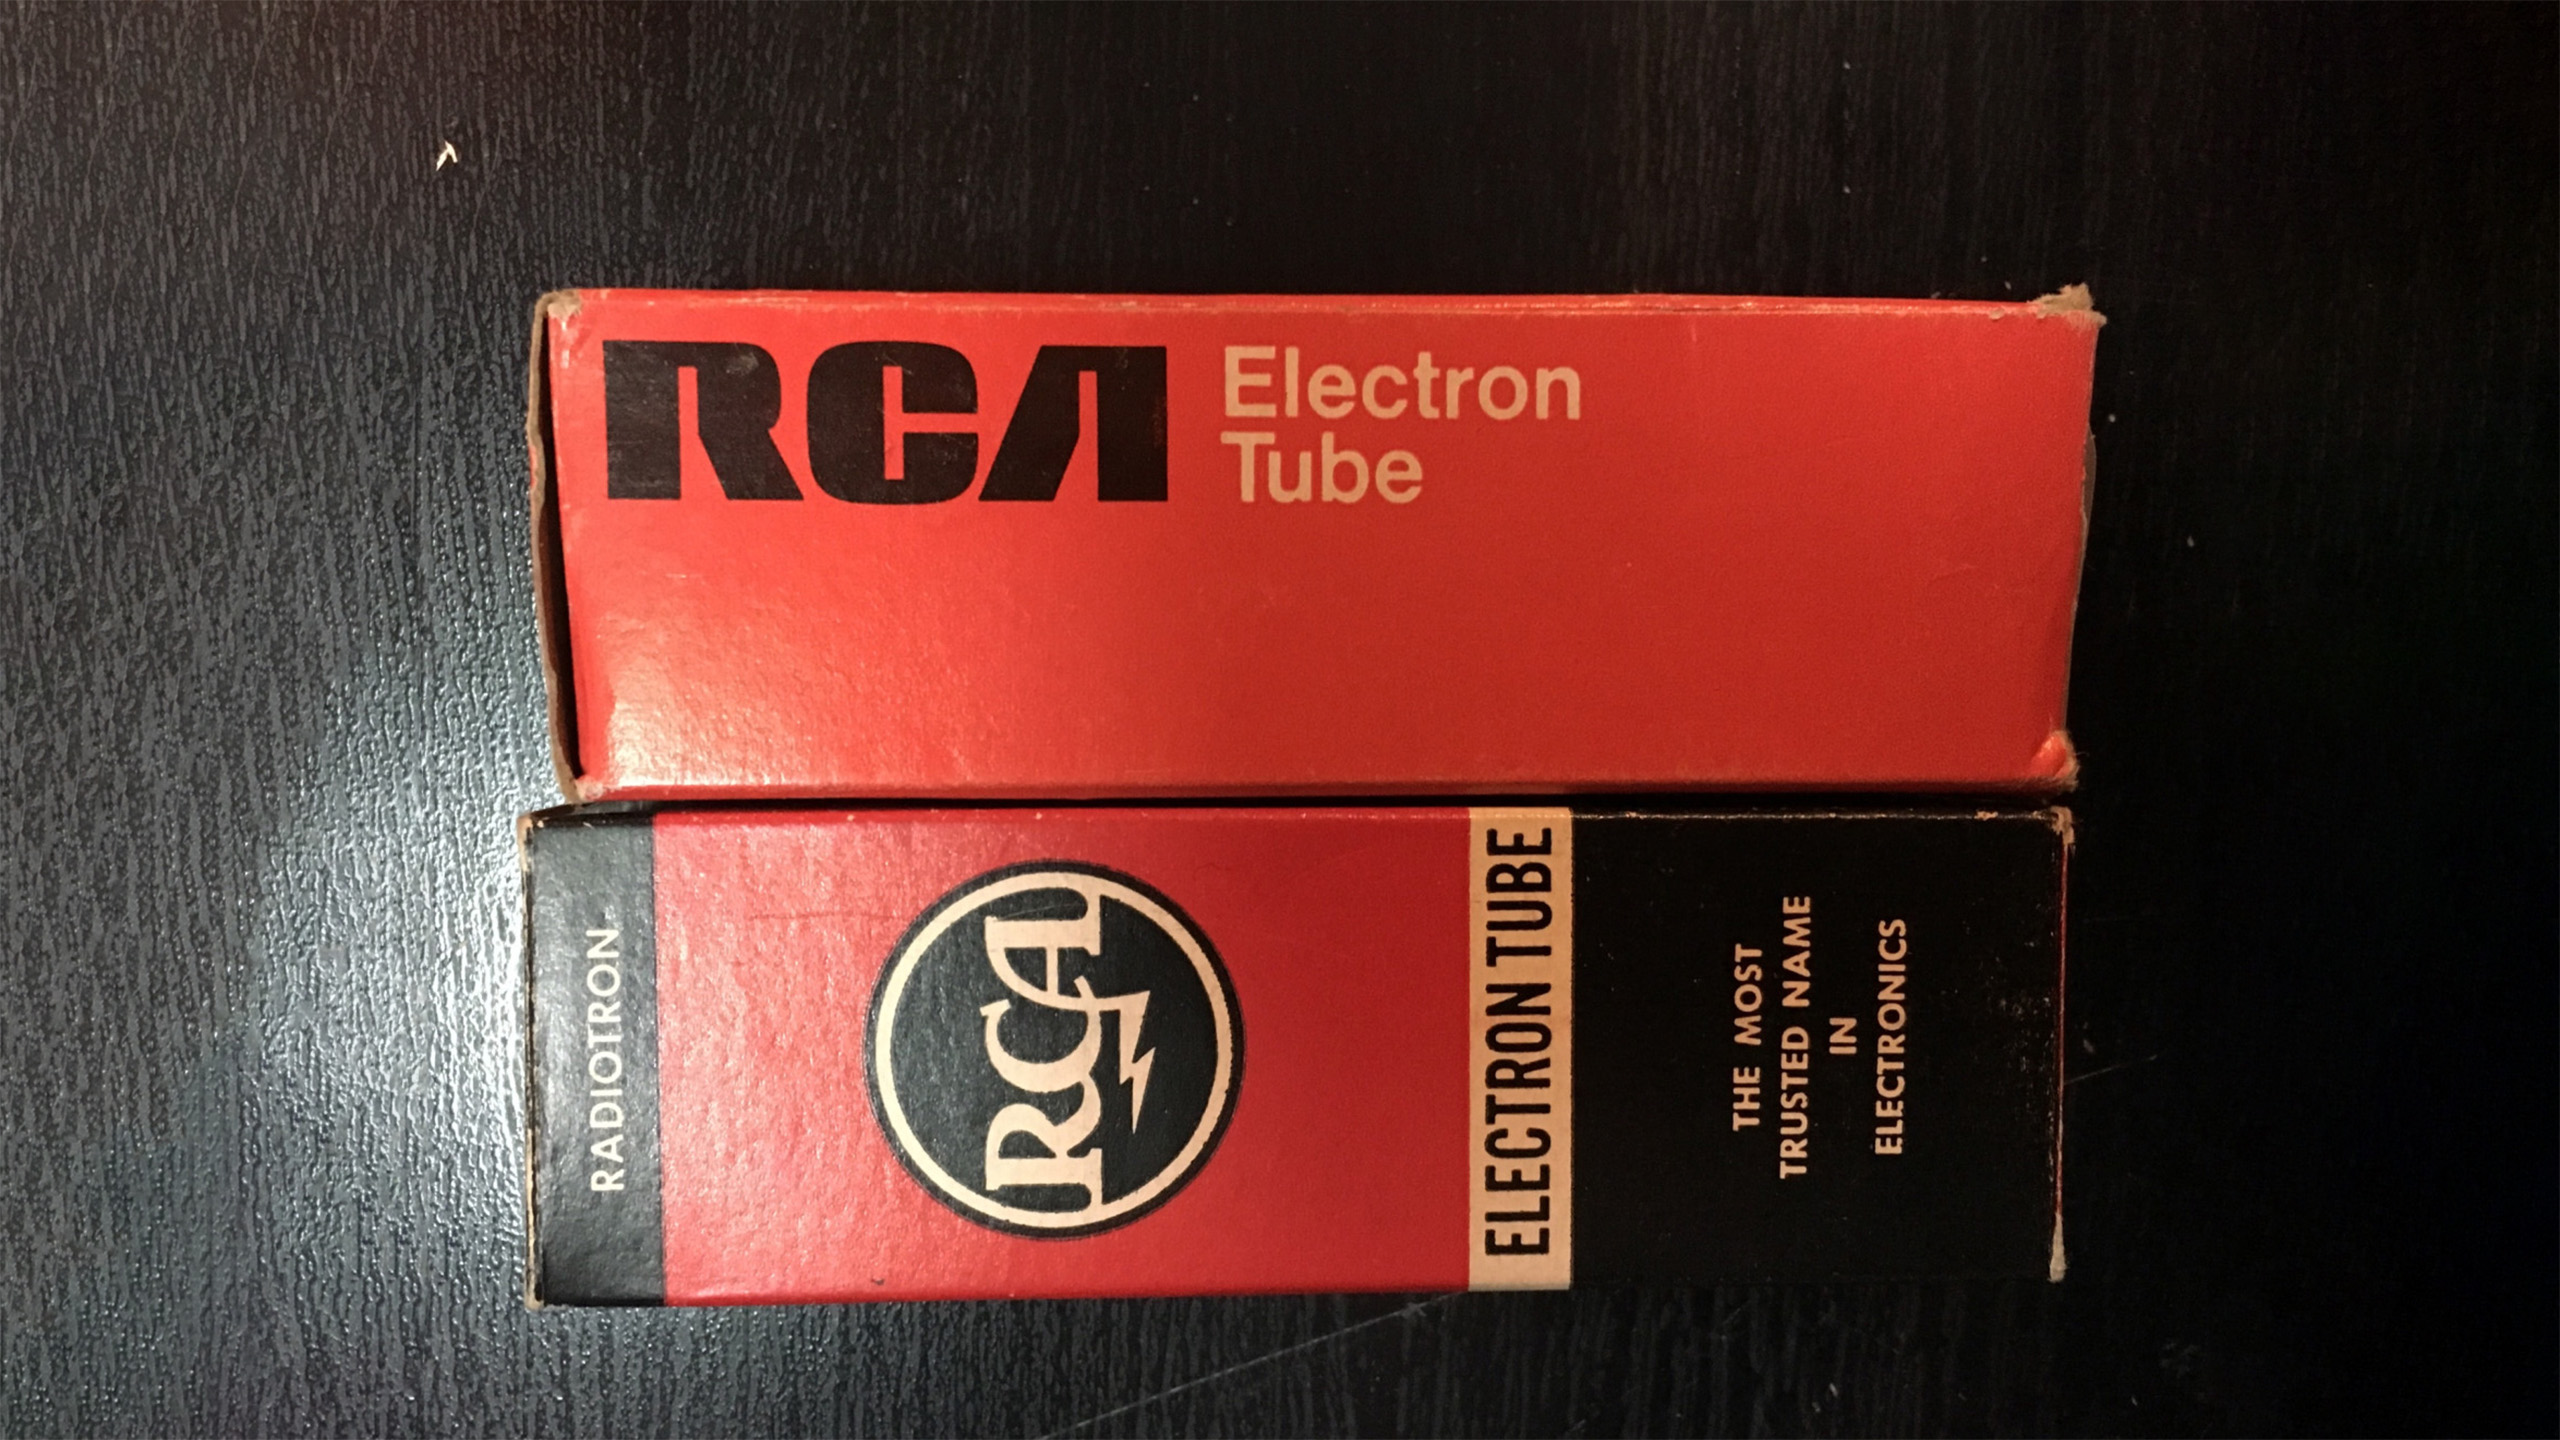 RCA
Electron
Tube
RADIOTRON
RCA
ELECTRON TUBE
THE MOST
TRUSTED NAME
IN
ELECTRONICS